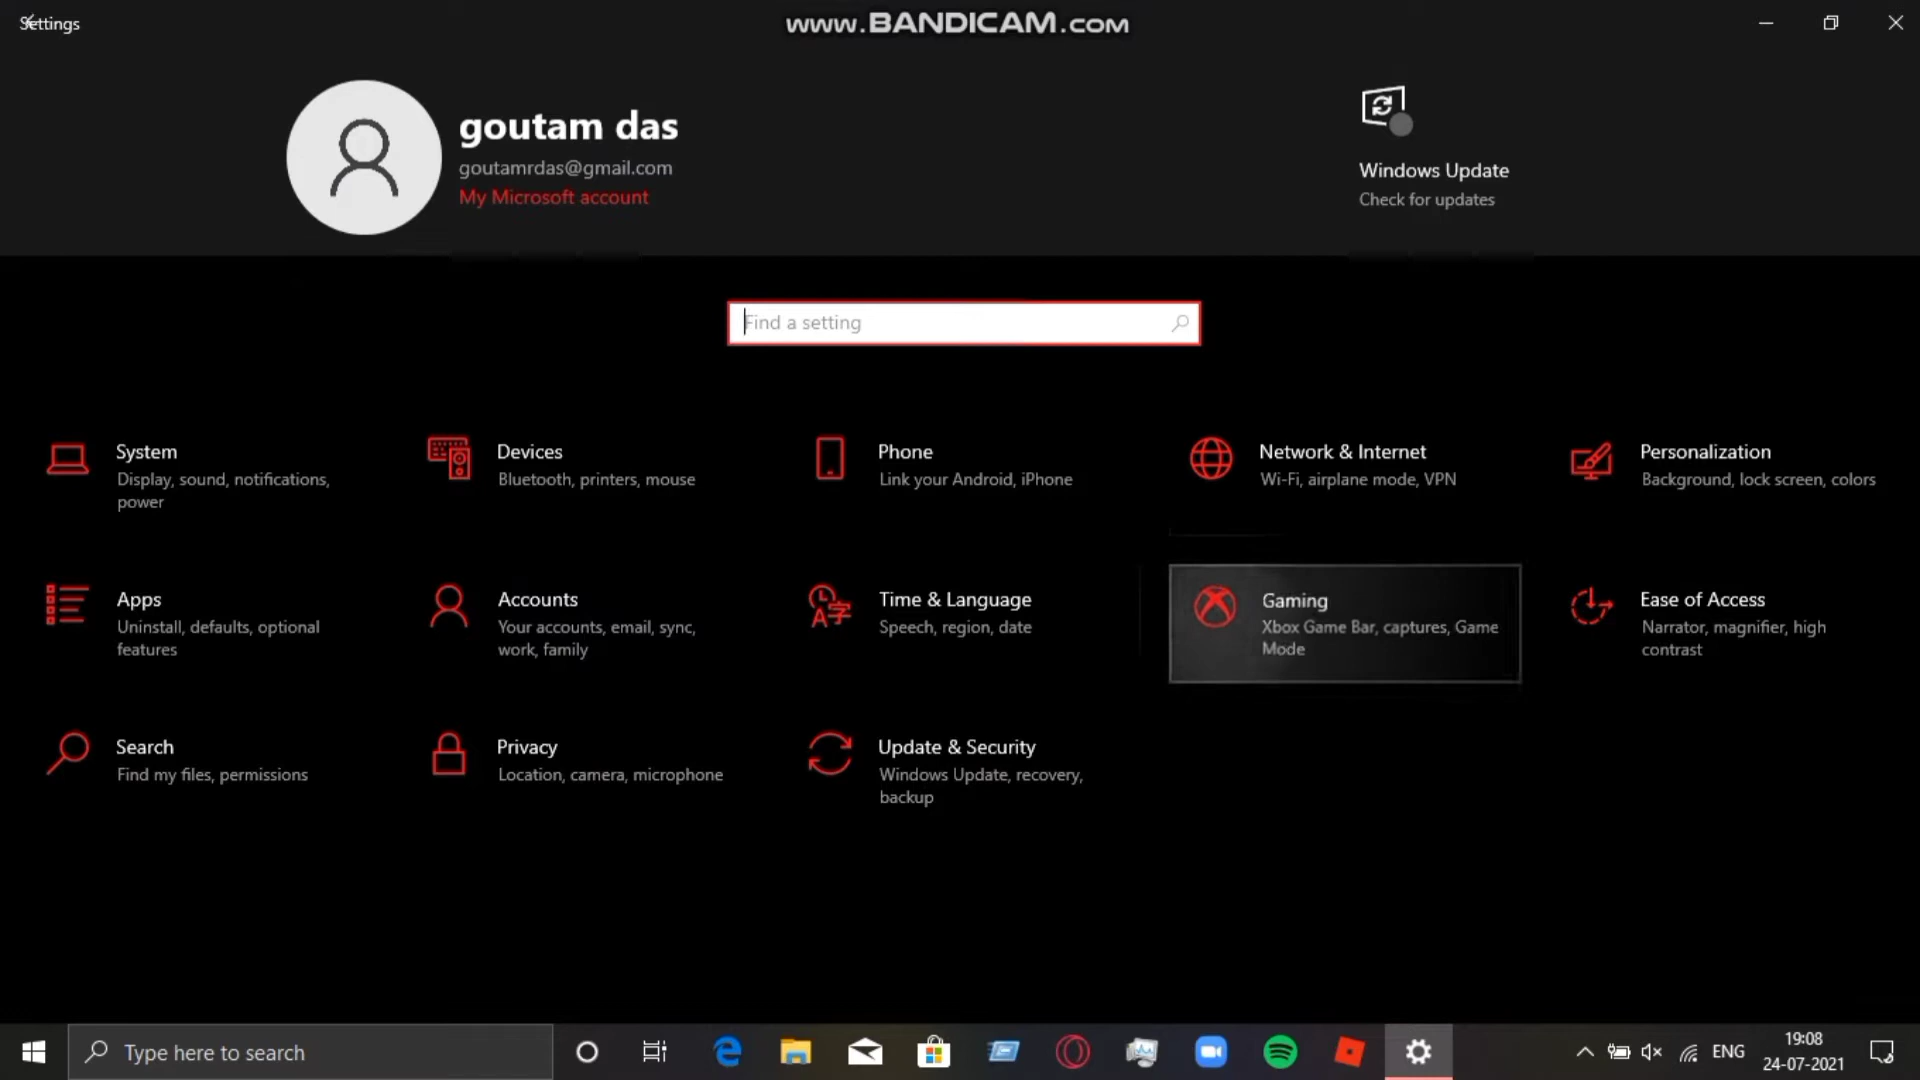 Settings
www.BANDICAM.com
goutam das
goutamrdas@gmail.com
My Microsoft account
Windows Update
Check for updates
Find a setting
System
Display, sound, notifications,
power
Devices
Bluetooth, printers, mouse
Phone
Link your Android, iPhone
Network & Internet
Wi-Fi, airplane mode, VPN
Personalization
Background, lock screen, colors
Apps
Uninstall, defaults, optional
features
Accounts
Your accounts, email, sync,
work, family
Time & Language
Speech, region, date
Gaming
Xbox Game Bar, captures, Game
Mode
Ease of Access
Narrator, magnifier, high
contrast
Search
Find my files, permissions
Privacy
Location, camera, microphone
Update & Security
Windows Update, recovery,
backup
Type here to search
ENG
19:08
24-07-2021